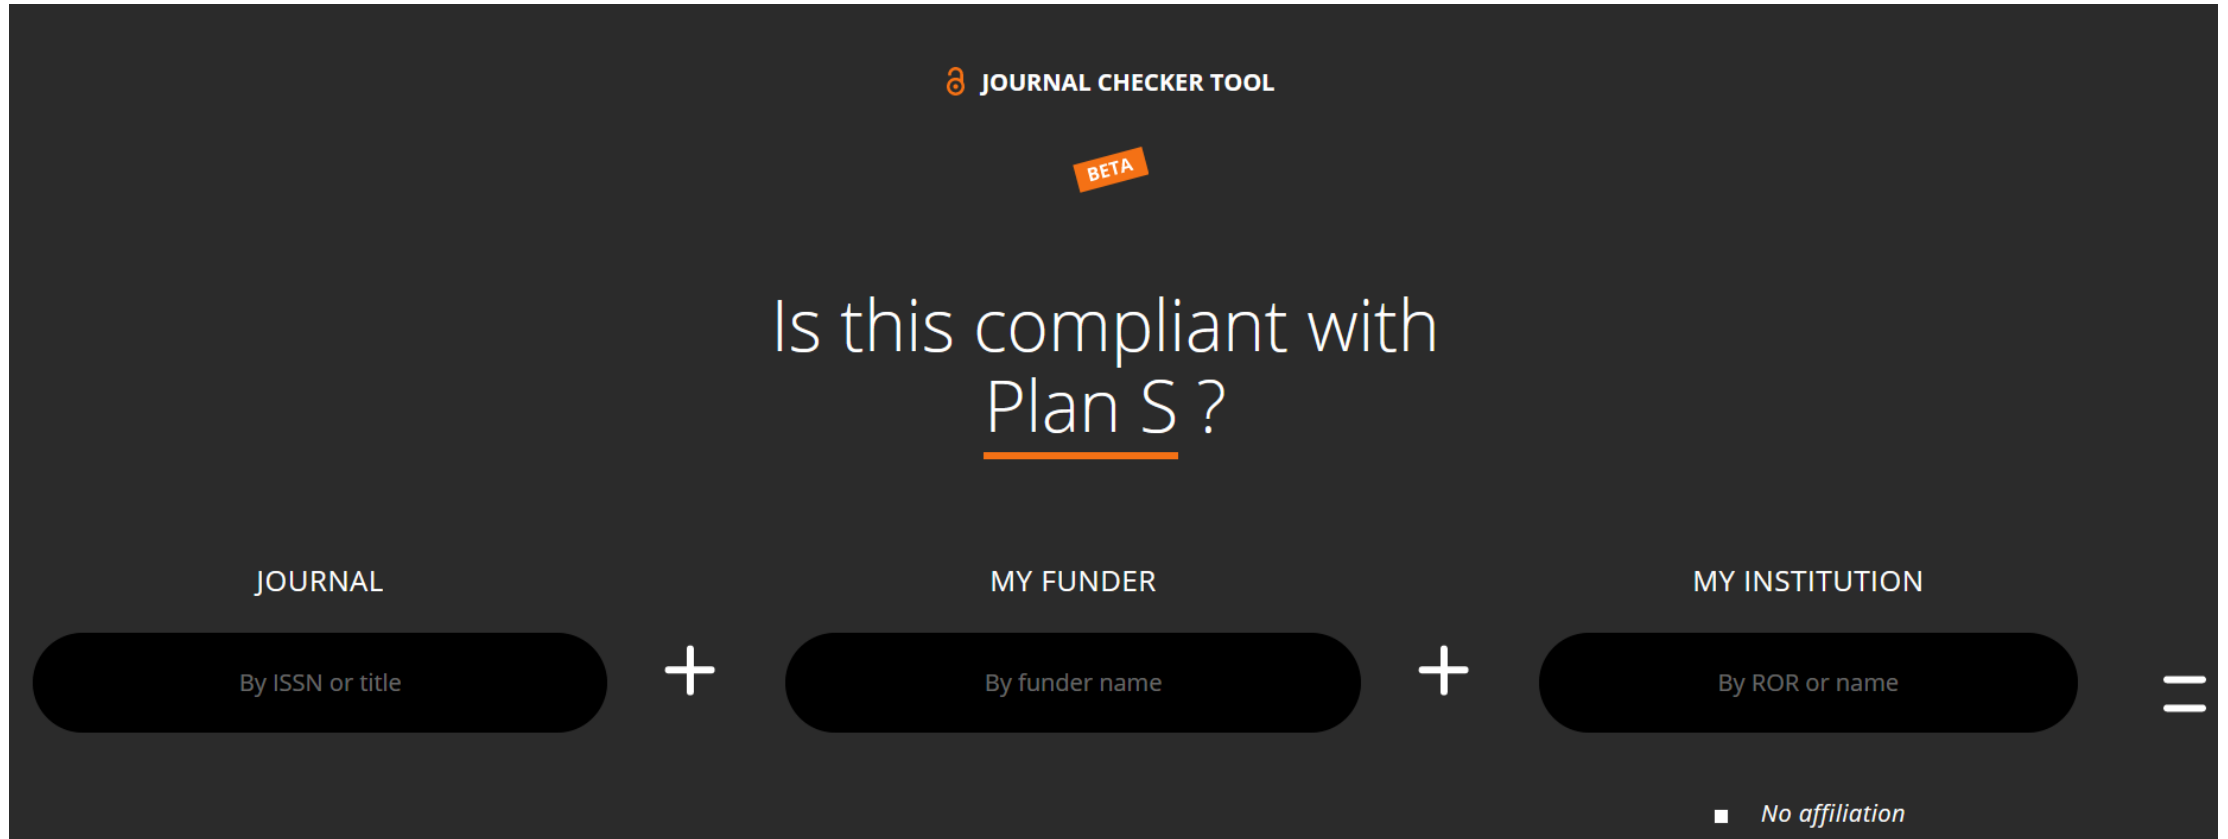 JOURNAL CHECKER TOOL
BETA
Is this compliant with
Plan S ?
JOURNAL
MY FUNDER
MY INSTITUTION
By ISSN or title
+
By funder name
+
By ROR or name
=
No affiliation